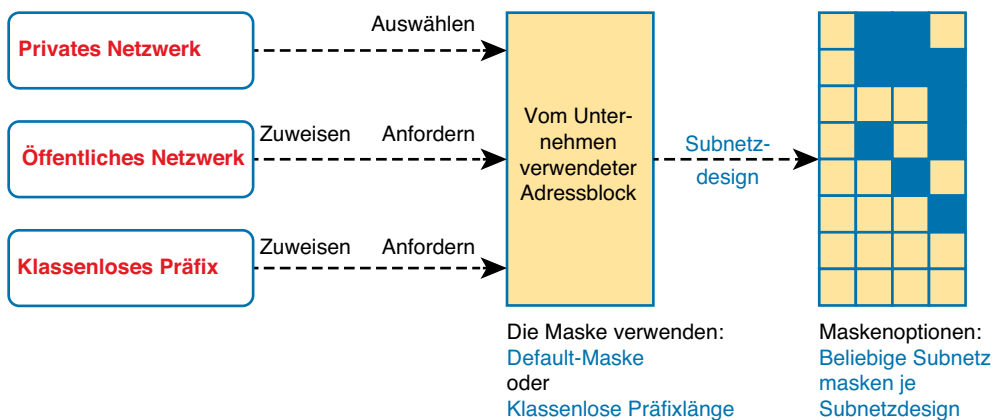 Privates Netzwerk
Auswählen
Öffentliches Netzwerk
Zuweisen
Anfordern
Klassenloses Präfix
Zuweisen
Anfordern
Vom Unter-
nehmen
verwendeter
Adressblock
Subnetz-
design
Die Maske verwenden:
Default-Maske
oder
Klassenlose Präfixlänge
Maskenoptionen:
Beliebige Subnetz
masken je
Subnetzdesign